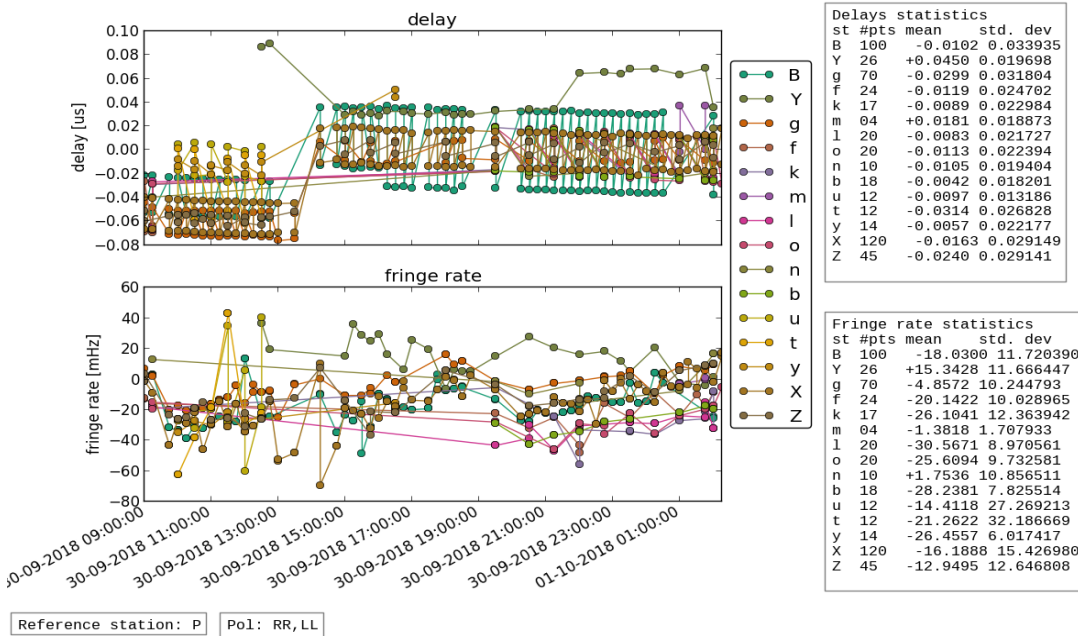 delay
0.10
0.08
0.06
0.04
0.02
0.00
−0.02
−0.04
−0.06
−0.08
delay [us]
fringe rate
60
40
20
0
−20
−40
−60
−80
fringe rate [mHz]
30-09-2018 09:00:00
30-09-2018 11:00:00
30-09-2018 13:00:00
30-09-2018 15:00:00
30-09-2018 17:00:00
30-09-2018 19:00:00
30-09-2018 21:00:00
30-09-2018 23:00:00
01-10-2018 01:00:00
B
Y
g
f
k
m
l
o
n
b
u
t
y
X
Z
Delays statistics
st #pts mean std. dev
B 100 -0.0102 0.033935
Y 26 +0.0450 0.019698
g 70 -0.0299 0.031804
f 24 -0.0119 0.024702
k 17 -0.0089 0.022984
m 04 +0.0181 0.018873
l 20 -0.0083 0.021727
o 20 -0.0113 0.022394
n 10 -0.0105 0.019404
b 18 -0.0042 0.018201
u 12 -0.0097 0.013186
t 12 -0.0314 0.026828
y 14 -0.0057 0.022177
X 120 -0.0163 0.029149
Z 45 -0.0240 0.029141
Fringe rate statistics
st #pts mean std. dev
B 100 -18.0300 11.720390
Y 26 +15.3428 11.666447
g 70 -4.8572 10.244793
f 24 -20.1422 10.028965
k 17 -26.1041 12.363942
m 04 -1.3818 1.707933
l 20 -30.5671 8.970561
o 20 -25.6094 9.732581
n 10 +1.7536 10.856511
b 18 -28.2381 7.825514
u 12 -14.4118 27.269213
t 12 -21.2622 32.186669
y 14 -26.4557 6.017417
X 120 -16.1888 15.426980
Z 45 -12.9495 12.646808
Reference station: P
Pol: RR,LL